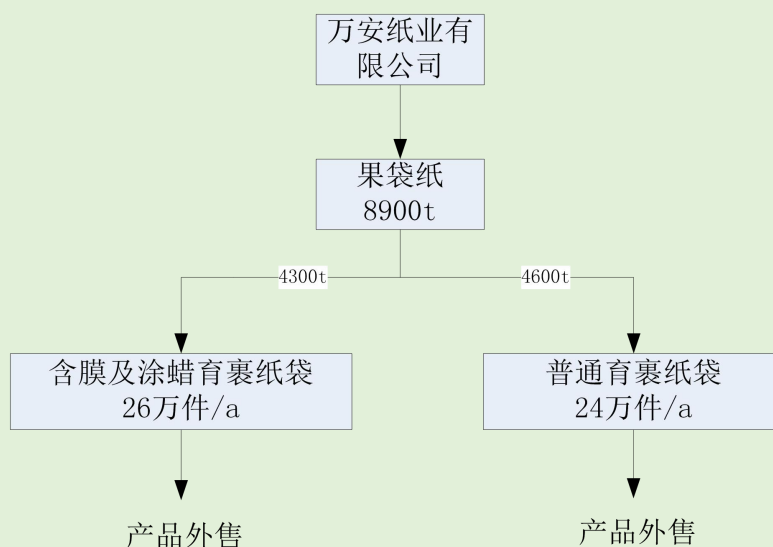 万安纸业有
限公司
果袋纸
8900t
4300t
4600t
含膜及涂蜡育裹纸袋
26万件/a
普通育裹纸袋
24万件/a
产品外售
产品外售